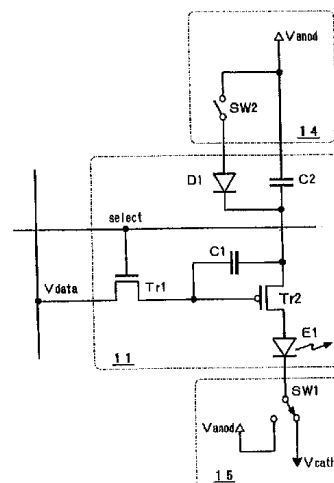 Vanod
SW2
14
D1
C2
select
C1
Vdata
Tr1
Tr2
E1
11
SW1
Vanod
Vcath
15